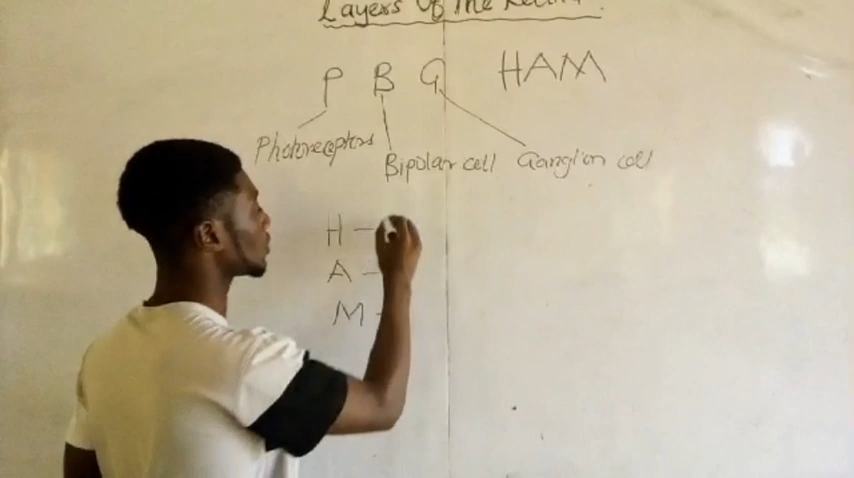 Layers Of The Retina.
P B G HAM
Photoreceptors Bipolar cell Ganglion cell
H –
A –
M –